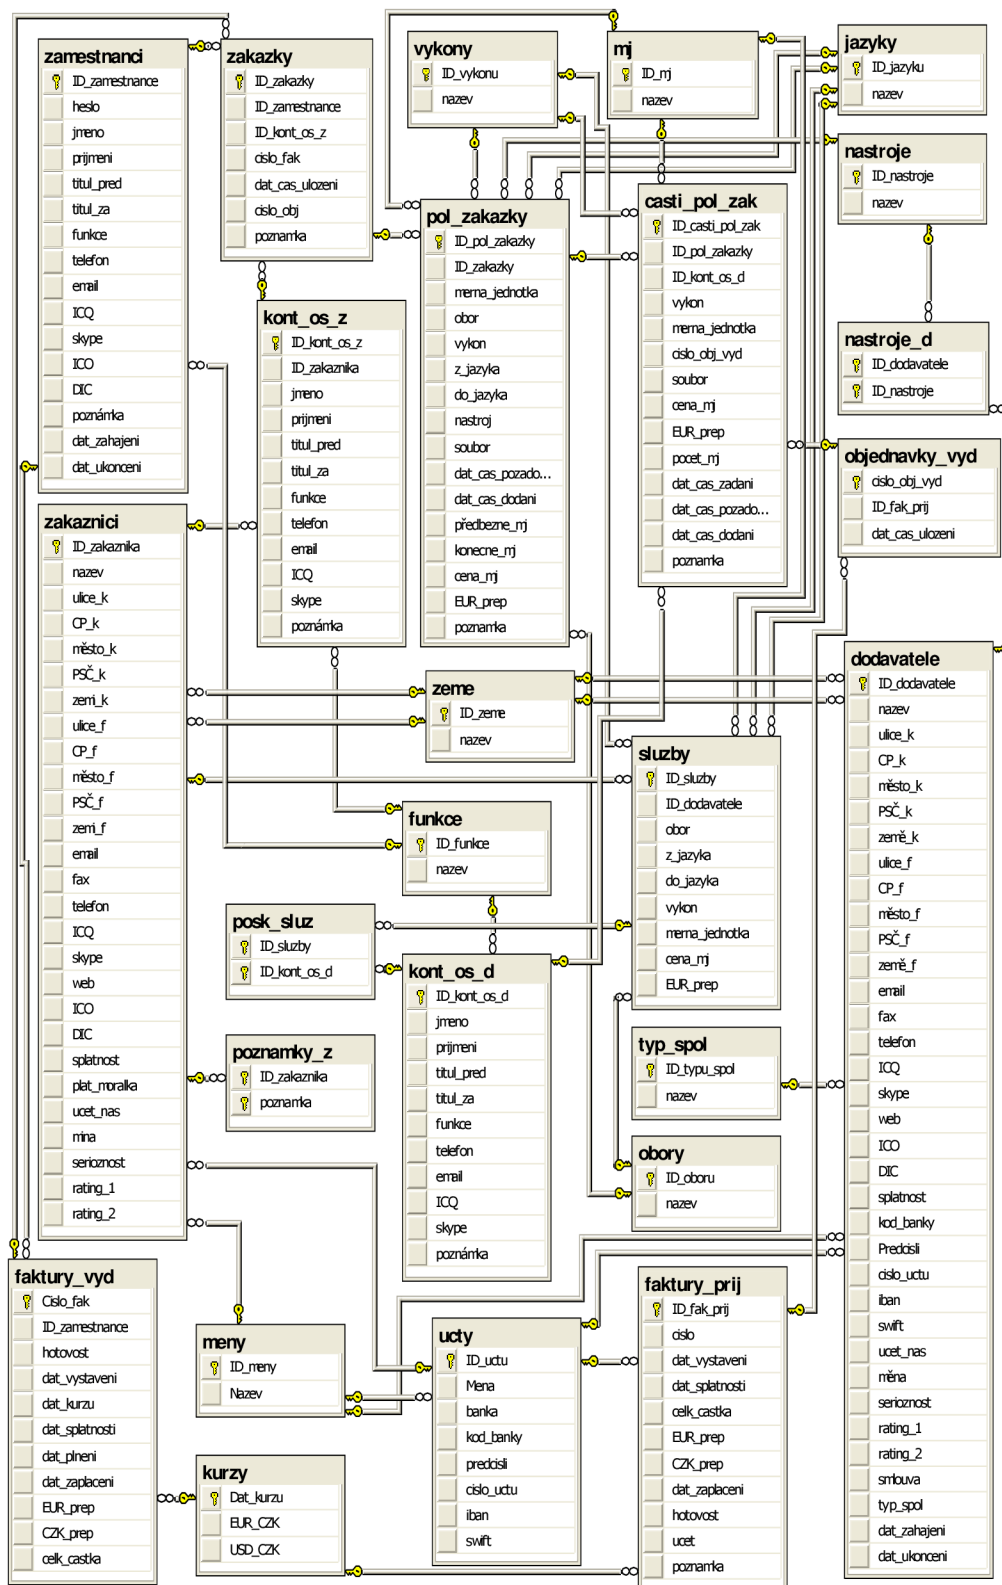 zamestnanci
ID_zamestnance
heslo
jmeno
prijmeni
titul_pred
titul_za
funkce
telefon
email
ICQ
skype
ICO
DIC
poznámka
dat_zahajeni
dat_ukonceni
zakazky
ID_zakazky
ID_zamestnance
ID_kont_os_z
cislo_fak
dat_cas_ulozeni
cislo_obj
poznamka
vykony
ID_vykonu
nazev
mj
ID_mj
nazev
jazyky
ID_jazyku
nazev
nastroje
ID_nastroje
nazev
pol_zakazky
ID_pol_zakazky
ID_zakazky
merna_jednotka
obor
vykon
z_jazyka
do_jazyka
nastroj
soubor
dat_cas_pozado...
dat_cas_dodani
předbezne_mj
konecne_mj
cena_mj
EUR_prep
poznamka
casti_pol_zak
ID_casti_pol_zak
ID_pol_zakazky
ID_kont_os_d
vykon
merna_jednotka
cislo_obj_vyd
soubor
cena_mj
EUR_prep
pocet_mj
dat_cas_zadani
dat_cas_pozado...
dat_cas_dodani
poznamka
kont_os_z
ID_kont_os_z
ID_zakaznika
jmeno
prijmeni
titul_pred
titul_za
funkce
telefon
email
ICQ
skype
poznámka
nastroje_d
ID_dodavatele
ID_nastroje
objednavky_vyd
cislo_obj_vyd
ID_fak_prij
dat_cas_ulozeni
zakaznici
ID_zakaznika
nazev
ulice_k
CP_k
město_k
PSČ_k
zemi_k
ulice_f
CP_f
město_f
PSČ_f
zemi_f
email
fax
telefon
ICQ
skype
web
ICO
DIC
splatnost
plat_moralka
ucet_nas
mina
serioznost
rating_1
rating_2
zeme
ID_zeme
nazev
dodavatele
ID_dodavatele
nazev
ulice_k
CP_k
město_k
PSČ_k
země_k
ulice_f
CP_f
město_f
PSČ_f
země_f
email
fax
telefon
ICQ
skype
web
ICO
DIC
splatnost
kod_banky
Predcisli
cislo_uctu
iban
swift
ucet_nas
měna
serioznost
rating_1
rating_2
smlouva
typ_spol
dat_zahajeni
dat_ukonceni
sluzby
ID_sluzby
ID_dodavatele
obor
z_jazyka
do_jazyka
vykon
merna_jednotka
cena_mj
EUR_prep
funkce
ID_funkce
nazev
posk_sluz
ID_sluzby
ID_kont_os_d
kont_os_d
ID_kont_os_d
jmeno
prijmeni
titul_pred
titul_za
funkce
telefon
email
ICQ
skype
poznámka
poznamky_z
ID_zakaznika
poznamka
typ_spol
ID_typu_spol
nazev
obory
ID_oboru
nazev
faktury_vyd
Cislo_fak
ID_zamestnance
hotovost
dat_vystaveni
dat_kurzu
dat_splatnosti
dat_plneni
dat_zaplaceni
EUR_prep
CZK_prep
celk_castka
meny
ID_meny
Nazev
kurzy
Dat_kurzu
EUR_CZK
USD_CZK
ucty
ID_uctu
Mena
banka
kod_banky
predcisli
cislo_uctu
iban
swift
faktury_prij
ID_fak_prij
cislo
dat_vystaveni
dat_splatnosti
celk_castka
EUR_prep
CZK_prep
dat_zaplaceni
hotovost
ucet
poznamka